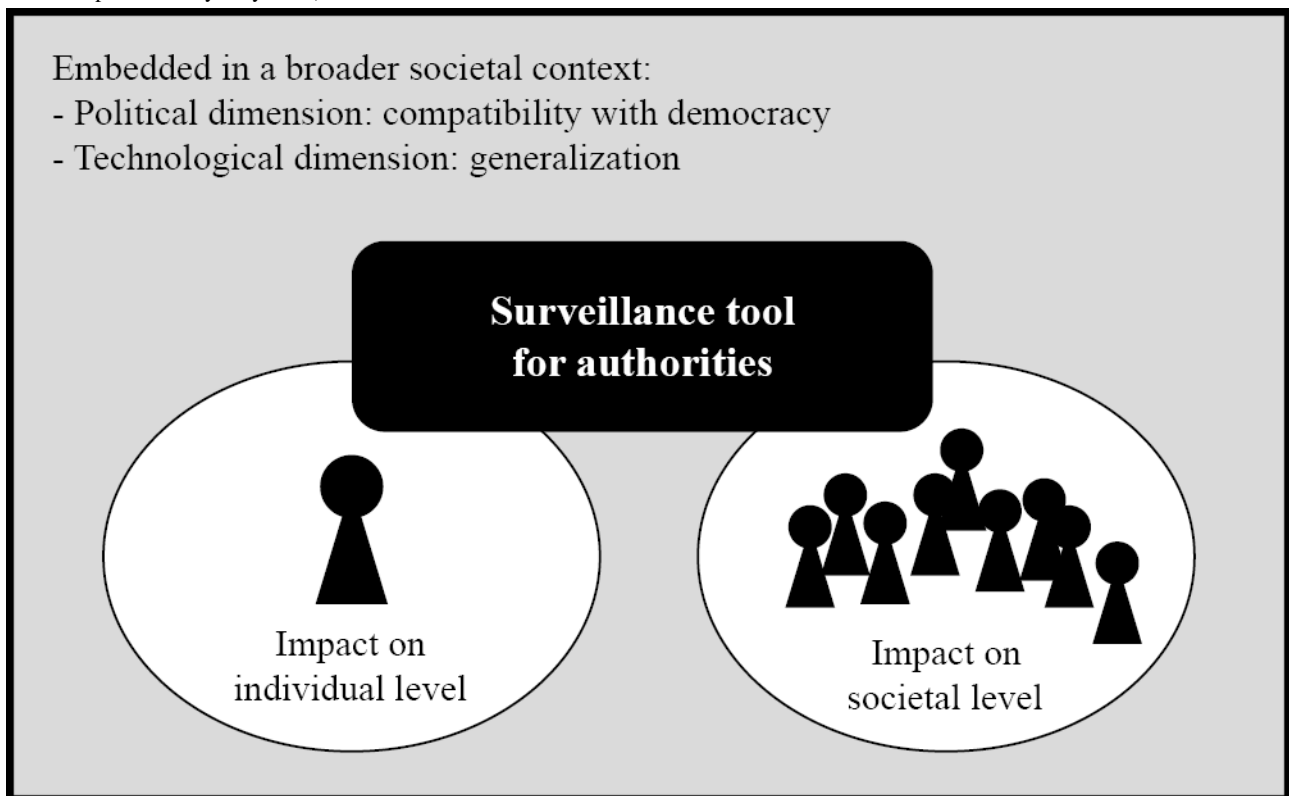 Embedded in a broader societal context:
- Political dimension: compatibility with democracy
- Technological dimension: generalization
Surveillance tool
for authorities
Impact on
individual level
Impact on
societal level